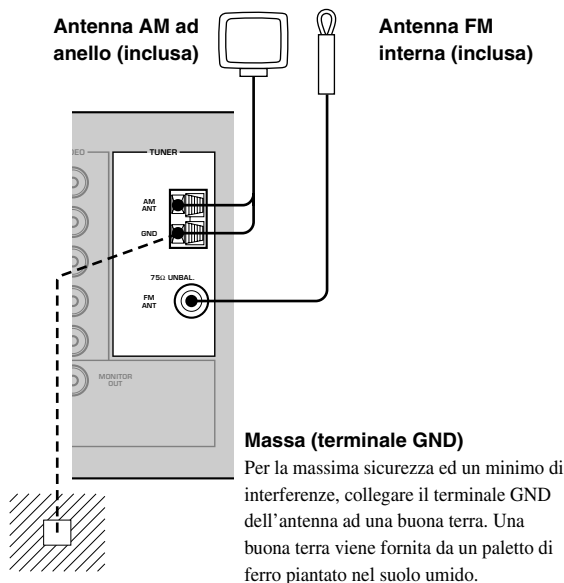 Antenna AM ad
anello (inclusa)
Antenna FM
interna (inclusa)
DEO
TUNER
AM
ANT
GND
75Ω UNBAL.
FM
ANT
MONITOR
OUT
Massa (terminale GND)
Per la massima sicurezza ed un minimo di
interferenze, collegare il terminale GND
dell'antenna ad una buona terra. Una
buona terra viene fornita da un paletto di
ferro piantato nel suolo umido.